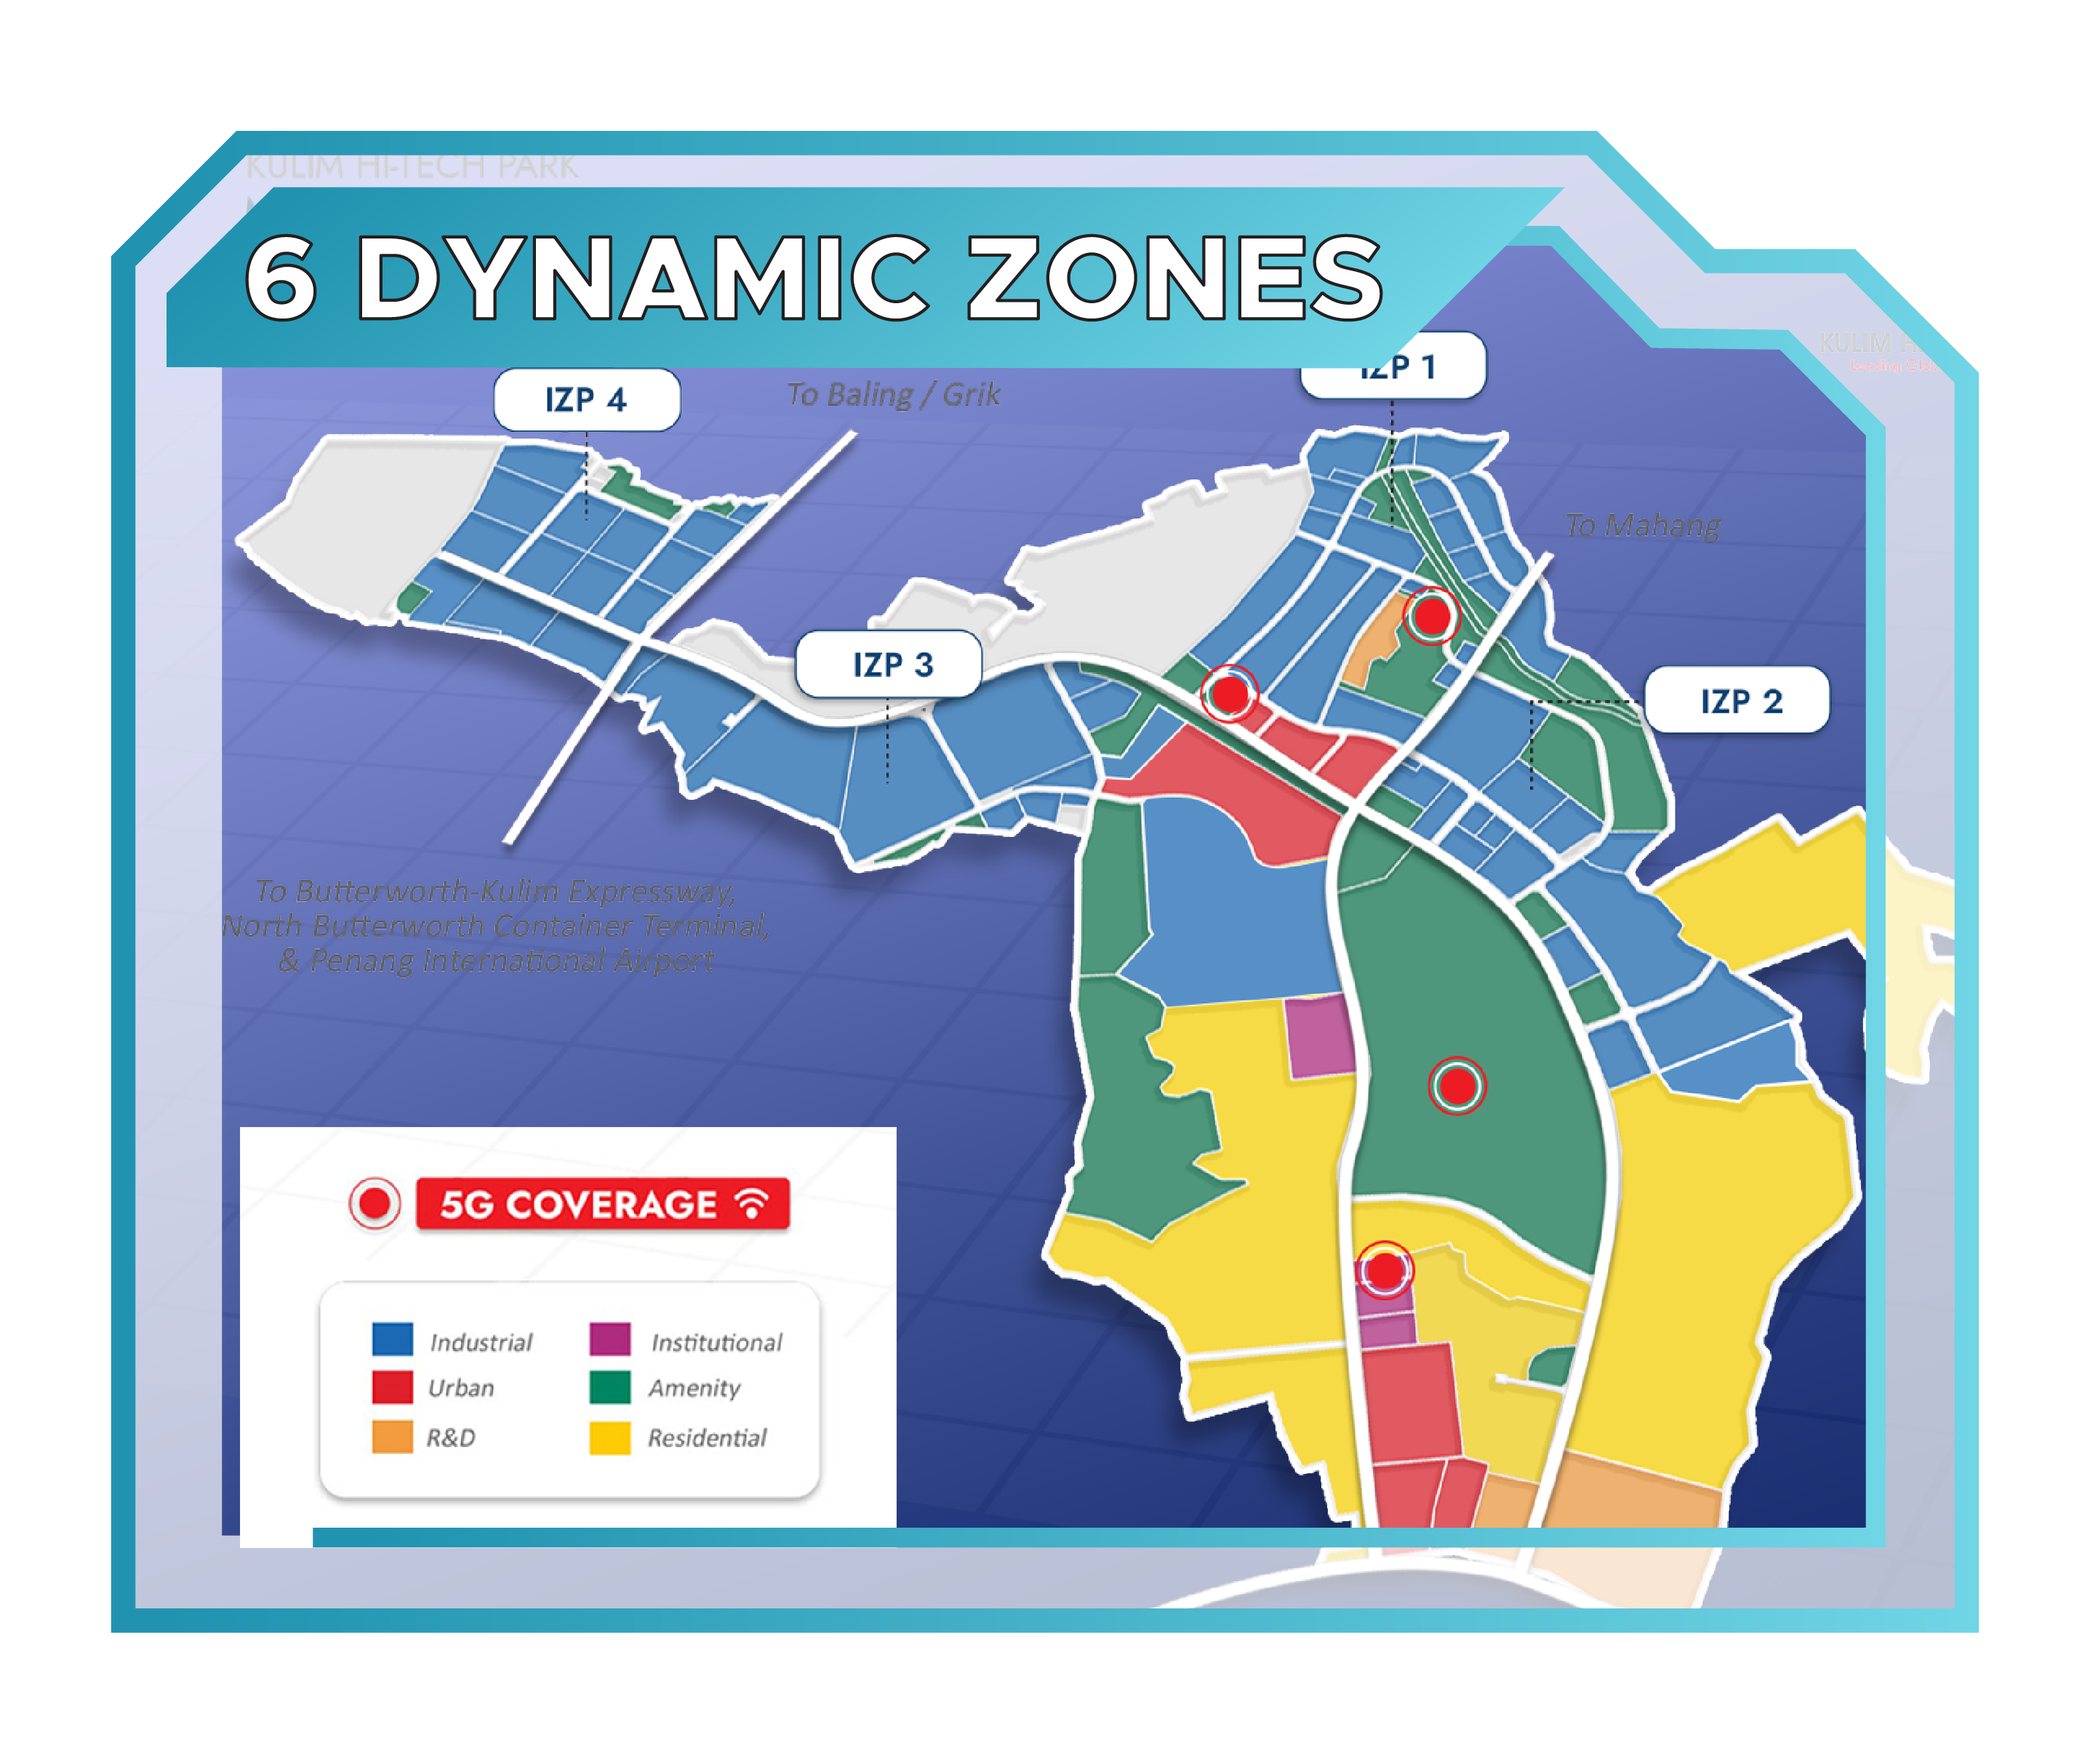 KULIM HI-TECH PARK
6 DYNAMIC ZONES
KULIM
IZP 1
IZP 4
To Baling / Grik
To Mahang
IZP 3
IZP 2
To Butterworth-Kulim Expressway,
North Butterworth Container Terminal,
& Penang International Airport
5G COVERAGE
Industrial
Institutional
Urban
Amenity
R&D
Residential